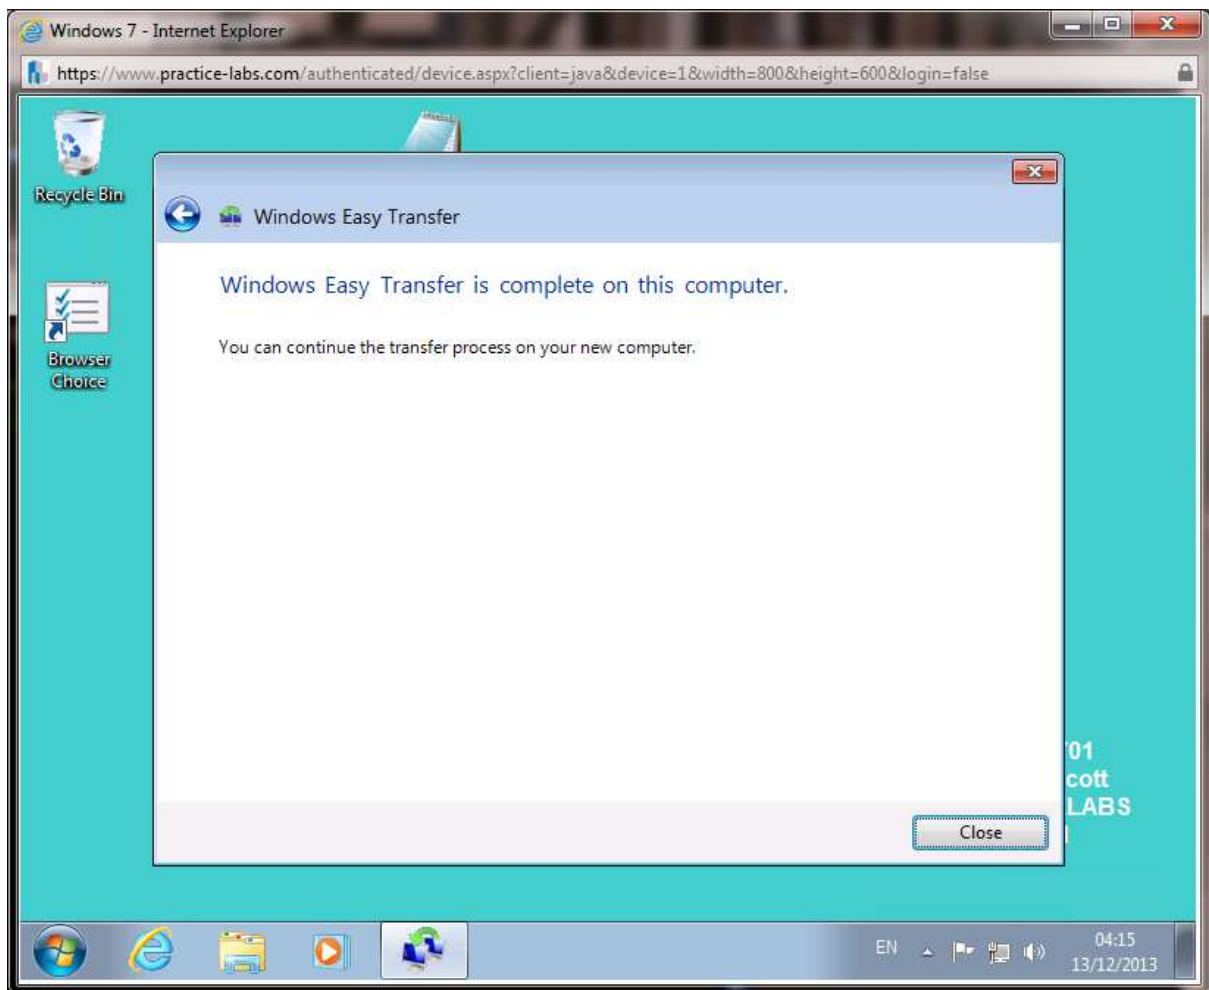 Windows 7 - Internet Explorer
https://www.practice-labs.com/authenticated/device.aspx?client=java&device=1&width=800&height=600&login=false
Recycle Bin
Windows Easy Transfer
Windows Easy Transfer is complete on this computer.
You can continue the transfer process on your new computer.
Browser
Choice
01
cott
LABS
Close
EN
04:15
13/12/2013